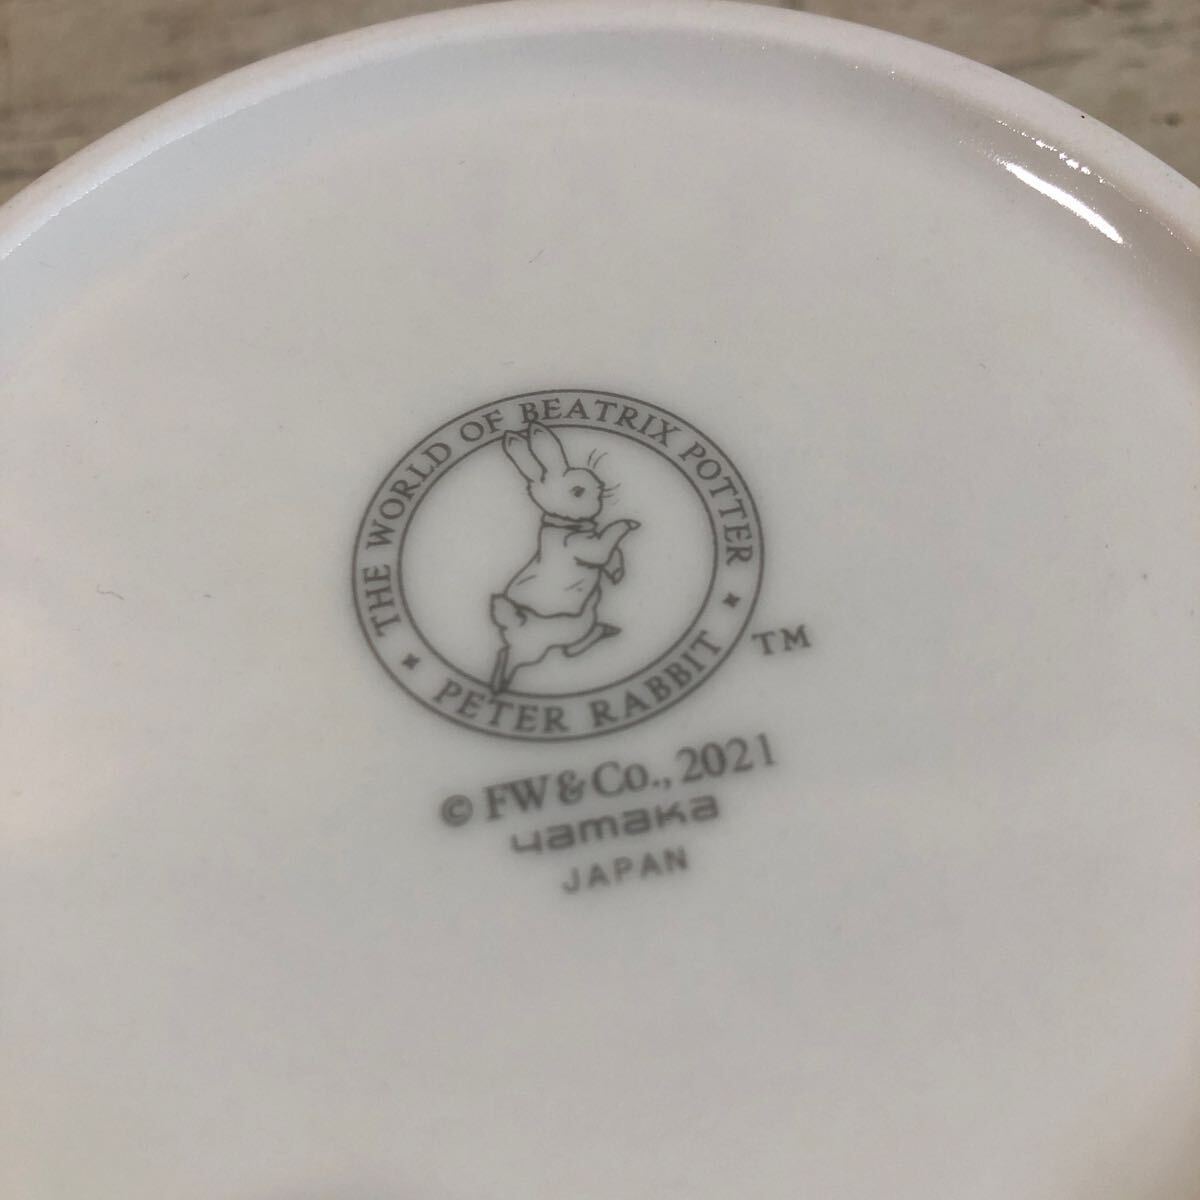 THE WORLD OF BEATRIX POTTER
PETER RABBIT
TM
© FW & Co., 2021
yamaka
JAPAN